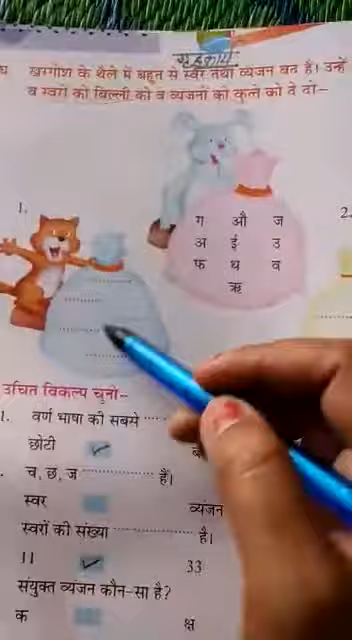 गृहकार्य
खरगोश के थैले में बहुत से स्वर तथा व्यंजन बंद हैं। उन्हें
व स्वरों को बिल्ली को व व्यंजनों को कुत्ते को दे दो–
1.
2.
ग औ ज
अ ई उ
फ थ व
ऋ
उचित विकल्प चुनो–
1. वर्ण भाषा की सबसे ......
छोटी ✓
च, छ, ज .................. हैं।
स्वर व्यंजन
स्वरों की संख्या .................. है।
11 ✓ 33
संयुक्त व्यंजन कौन-सा है?
क क्ष